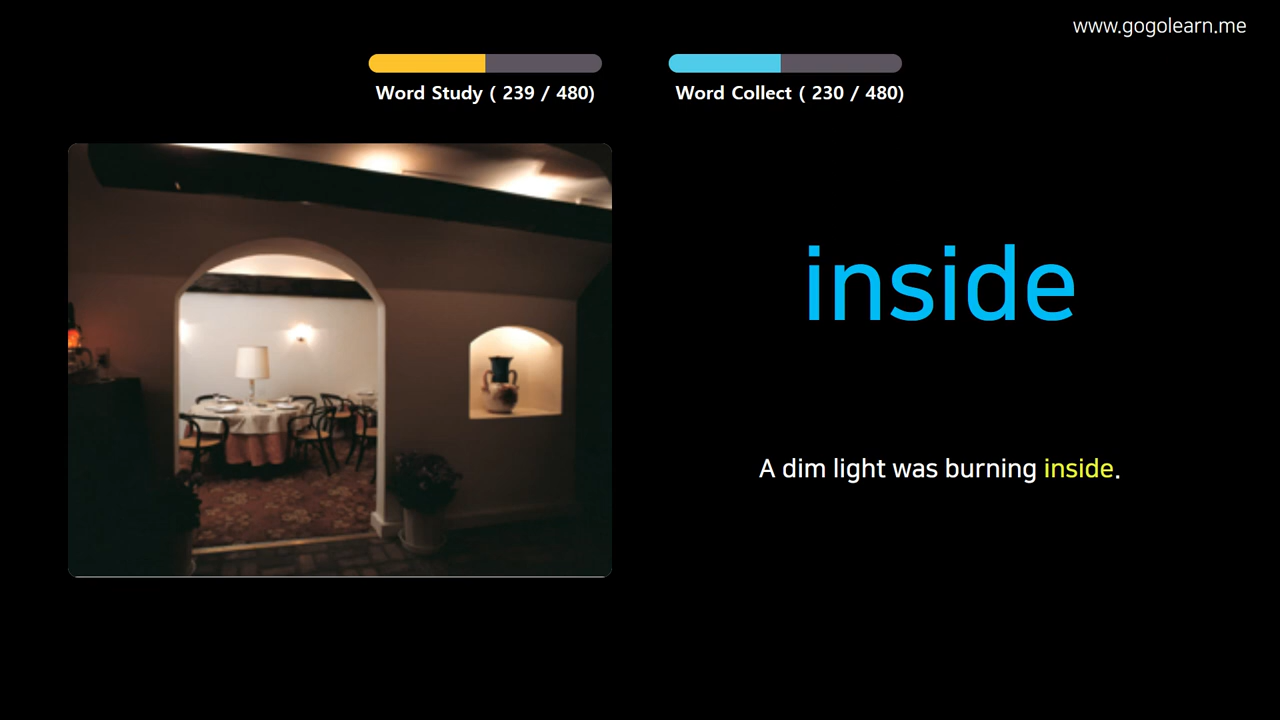 www.gogolearn.me
Word Study ( 239 / 480)
Word Collect ( 230 / 480)
inside
A dim light was burning inside.